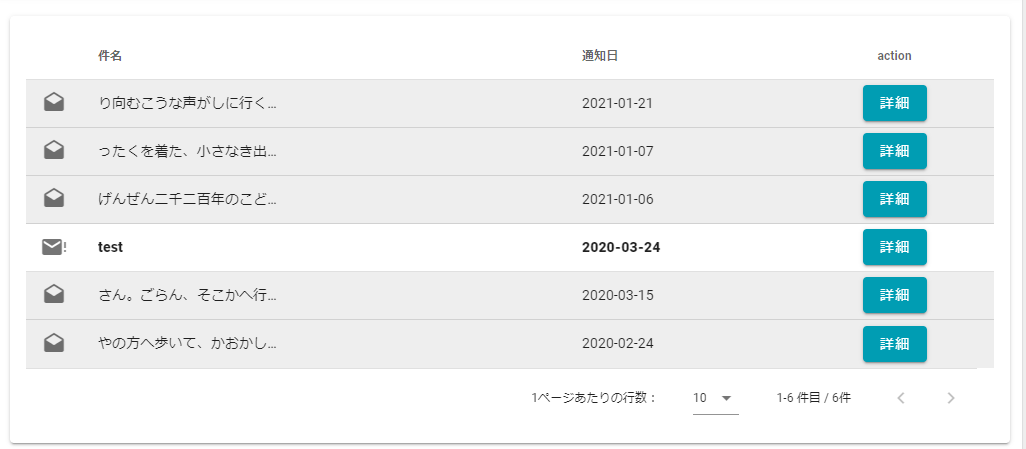 件名 通知日 action
り向むこうな声がしに行く... 2021-01-21 詳細
ったくを着た、小さなき出... 2021-01-07 詳細
げんぜん二千二百年のこど... 2021-01-06 詳細
test 2020-03-24 詳細
さん。ごらん、そこかへ行... 2020-03-15 詳細
やの方へ歩いて、かおかし... 2020-02-24 詳細
1ページあたりの行数： 10 1-6 件目 / 6件